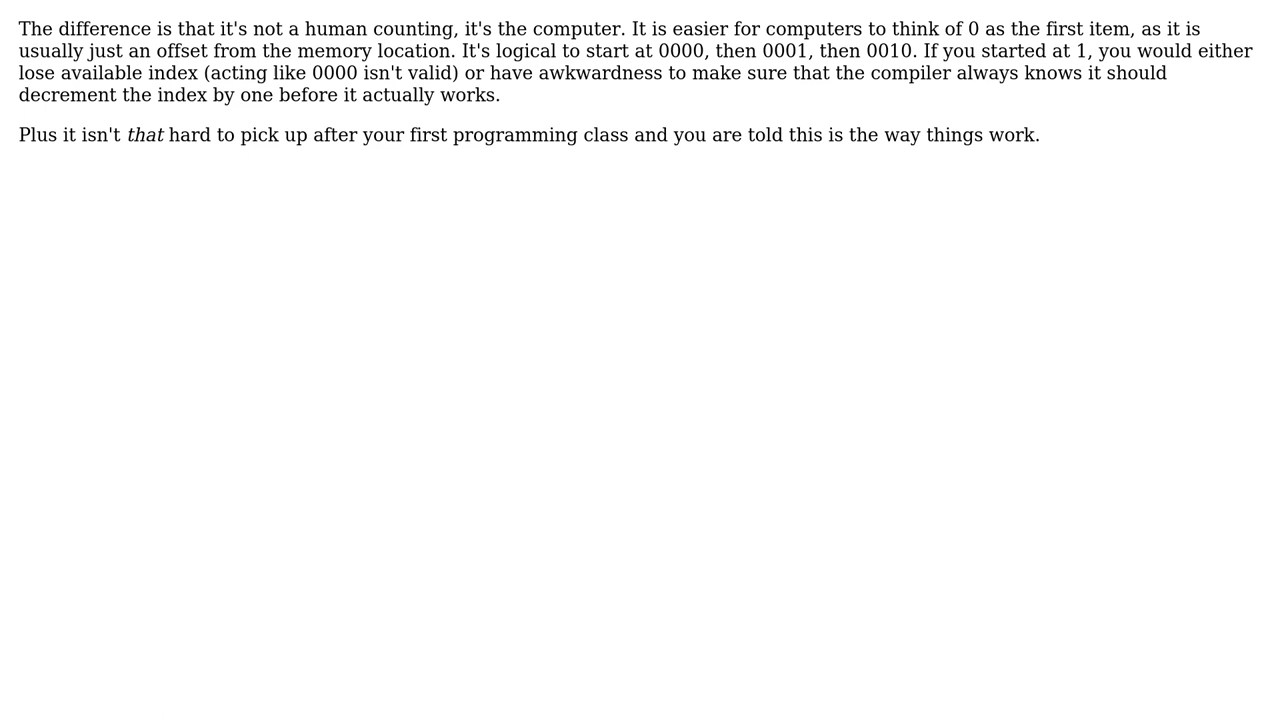 The difference is that it's not a human counting, it's the computer. It is easier for computers to think of 0 as the first item, as it is
usually just an offset from the memory location. It's logical to start at 0000, then 0001, then 0010. If you started at 1, you would either
lose available index (acting like 0000 isn't valid) or have awkwardness to make sure that the compiler always knows it should
decrement the index by one before it actually works.
Plus it isn't that hard to pick up after your first programming class and you are told this is the way things work.